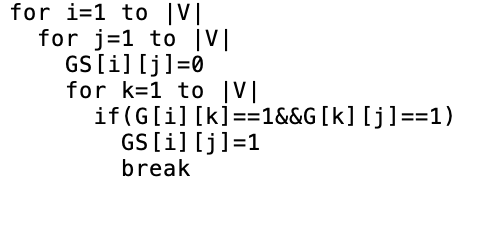 for i=1 to |V|
  for j=1 to |V|
    GS[i][j]=0
    for k=1 to |V|
      if(G[i][k]==1&&G[k][j]==1)
        GS[i][j]=1
        break